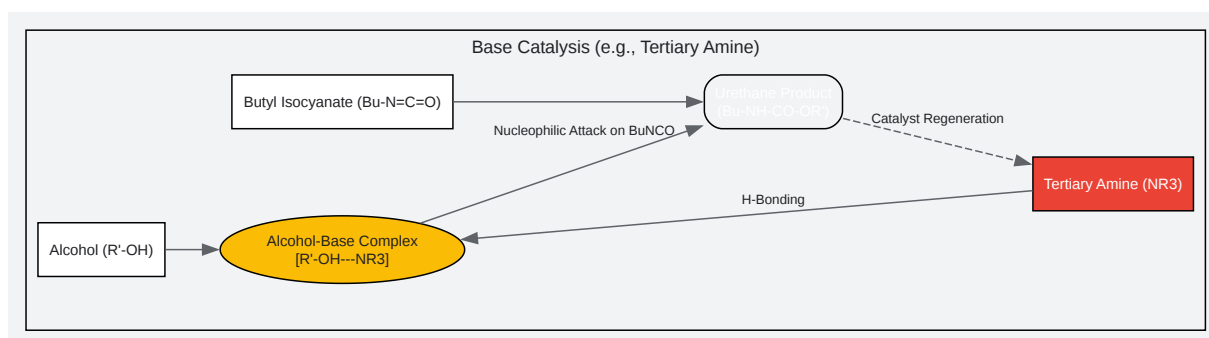 Base Catalysis (e.g., Tertiary Amine)
Butyl Isocyanate (Bu-N=C=O)
Urethane Product
(Bu-NH-CO-OR')
Nucleophilic Attack on BuNCO
Catalyst Regeneration
Tertiary Amine (NR3)
H-Bonding
Alcohol (R'-OH)
Alcohol-Base Complex
[R'-OH---NR3]